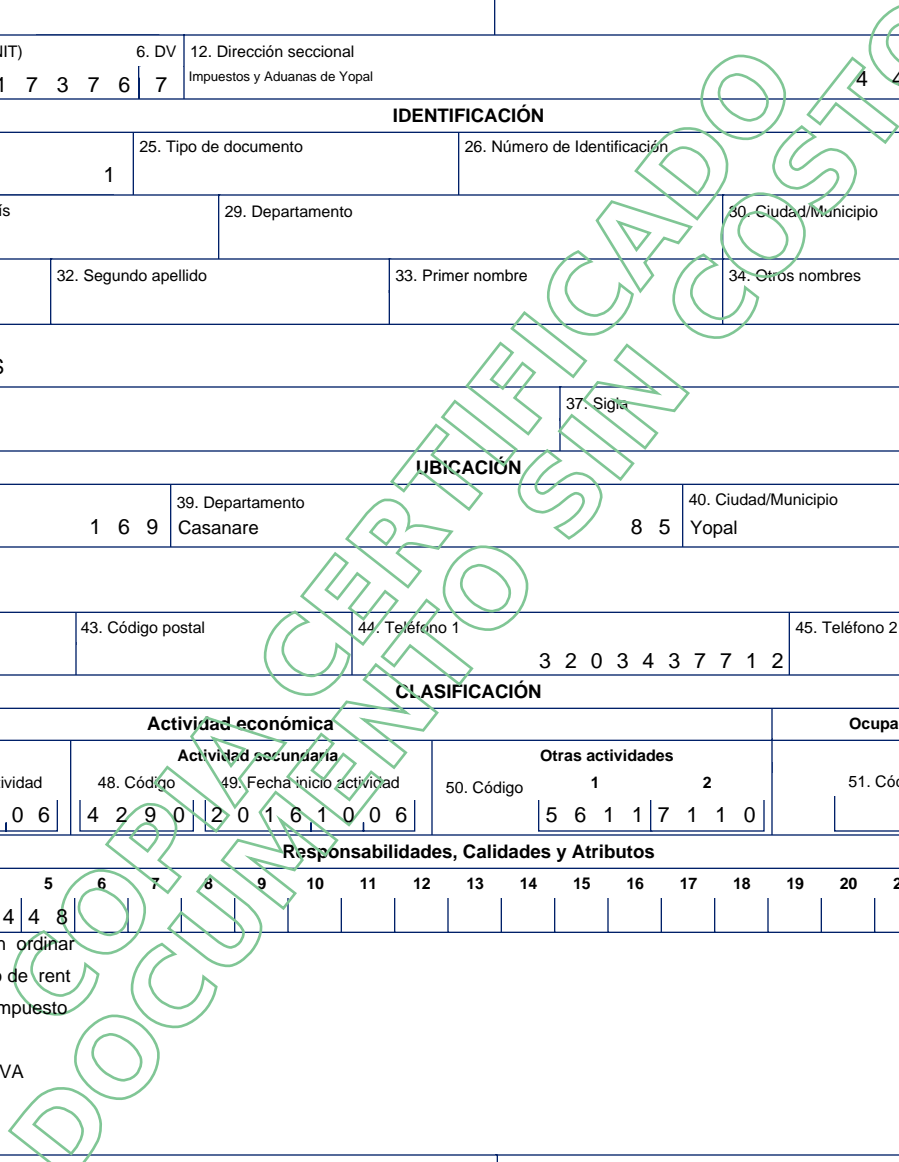 NIT) 6. DV 12. Dirección seccional
1 7 3 7 6 7 Impuestos y Aduanas de Yopal 4 4
IDENTIFICACIÓN
25. Tipo de documento 26. Número de Identificación
1
ís 29. Departamento 30. Ciudad/Municipio
32. Segundo apellido 33. Primer nombre 34. Otros nombres
S
37. Sigla
UBICACIÓN
39. Departamento 40. Ciudad/Municipio
1 6 9 Casanare 8 5 Yopal
43. Código postal 44. Teléfono 1 45. Teléfono 2
3 2 0 3 4 3 7 7 1 2
CLASIFICACIÓN
Actividad económica Ocupa
Actividad secundaria Otras actividades
ividad 48. Código 49. Fecha inicio actividad 50. Código 1 2 51. Cód
0 6 4 2 9 0 2 0 1 6 1 0 0 6 5 6 1 1 7 1 1 0
Responsabilidades, Calidades y Atributos
5 6 7 8 9 10 11 12 13 14 15 16 17 18 19 20 2
4 4 8
n ordinar
o de rent
mpuesto
VA
COPIA CERTIFICADO
DOCUMENTO SIN COSTO